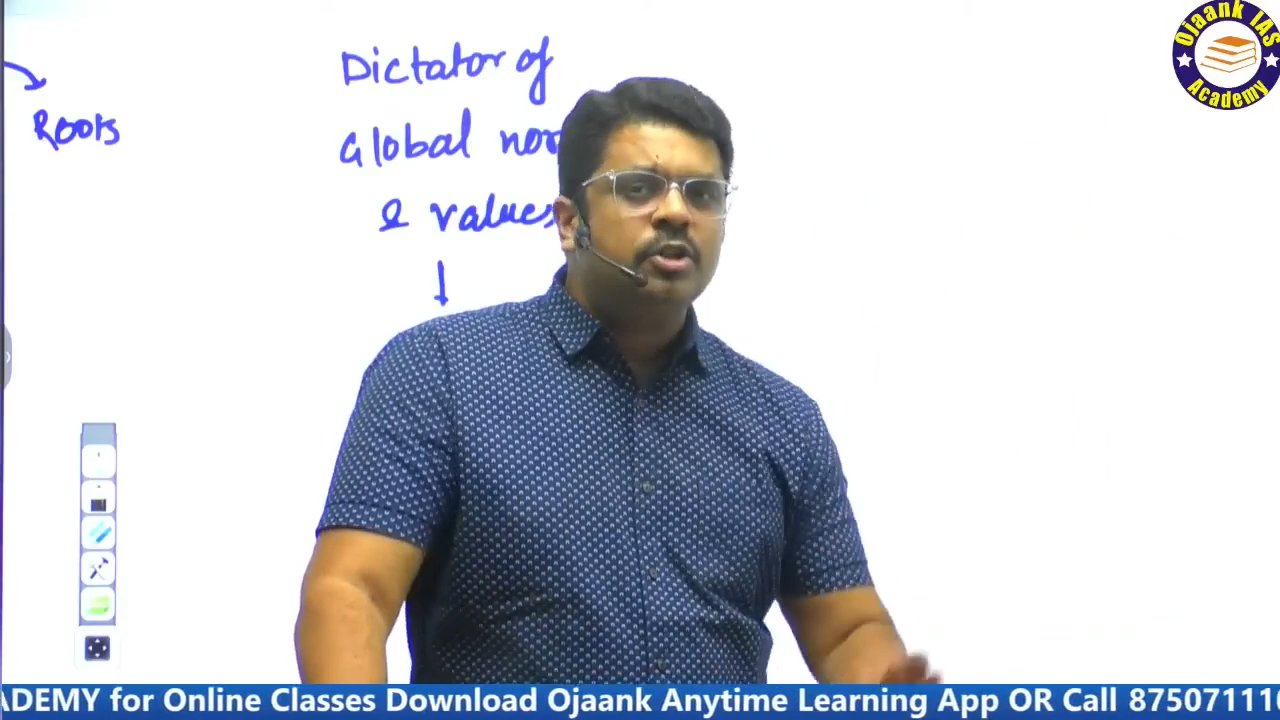 Roots
Dictator of
Global
& values
Ojaank IAS
Academy
ADEMY for Online Classes Download Ojaank Anytime Learning App OR Call 875071110